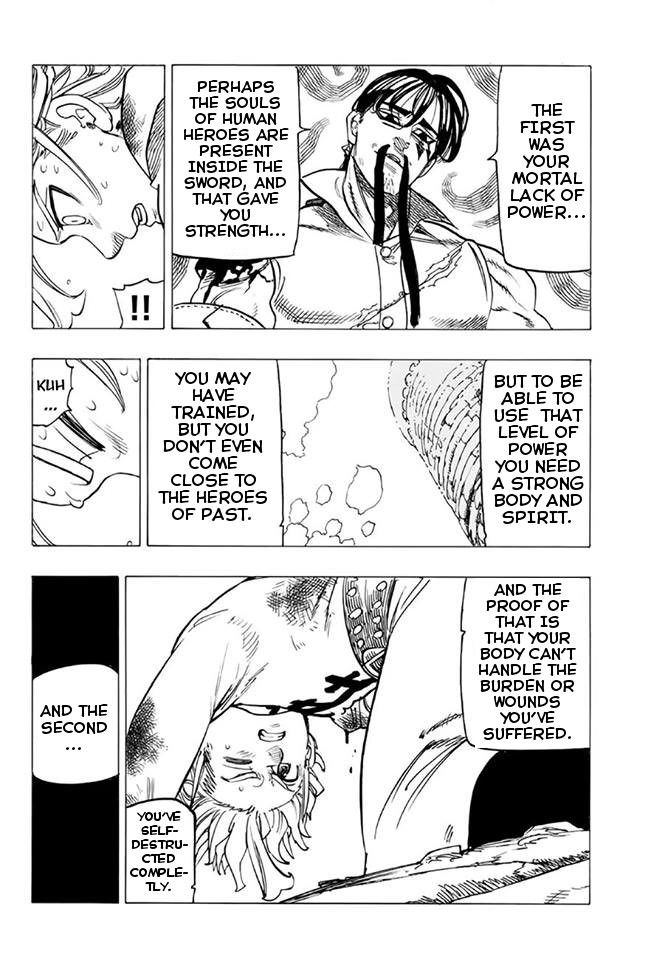 THE
FIRST
WAS
YOUR
MORTAL
LACK OF
POWER...
PERHAPS
THE SOULS
OF HUMAN
HEROES ARE
PRESENT
INSIDE THE
SWORD, AND
THAT GAVE
YOU
STRENGTH...
!!
BUT TO BE
ABLE TO
USE THAT
LEVEL OF
POWER
YOU NEED
A STRONG
BODY AND
SPIRIT.
YOU MAY
HAVE
TRAINED,
BUT YOU
DON'T EVEN
COME
CLOSE TO
THE HEROES
OF PAST.
KUH
...
AND THE
PROOF OF
THAT IS
THAT YOUR
BODY CAN'T
HANDLE THE
BURDEN OR
WOUNDS
YOU'VE
SUFFERED.
YOU'VE
SELF-
DESTRUC-
TED
COMPLE-
TLY.
AND THE
SECOND
...